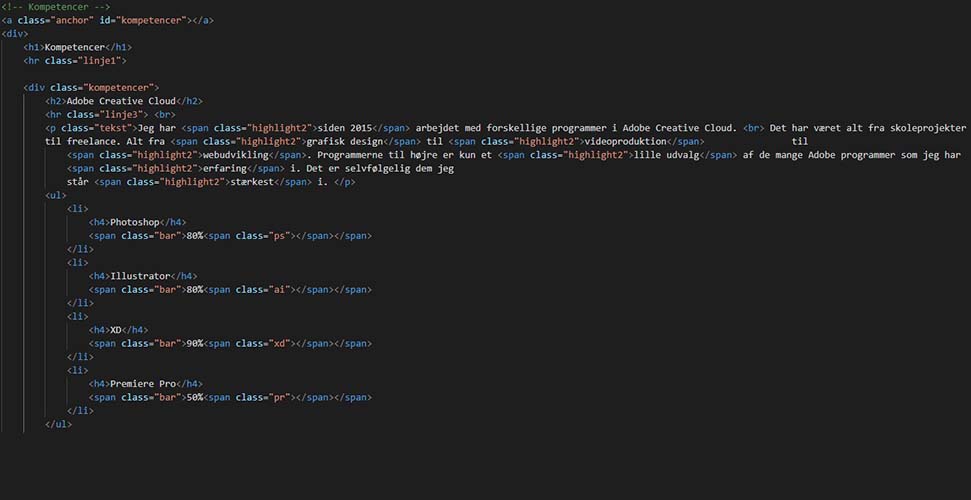 <!-- Kompetencer -->
<a class="anchor" id="kompetencer"></a>
<div>
<h1>Kompetencer</h1>
<hr class="linje1">
<div class="kompetencer">
<h2>Adobe Creative Cloud</h2>
<hr class="linje3"> <br>
<p class="tekst">Jeg har <span class="highlight2">siden 2015</span> arbejdet med forskellige programmer i Adobe Creative Cloud. <br> Det har været alt fra skoleprojekter
til freelance. Alt fra <span class="highlight2">grafisk design</span> til <span class="highlight2">videoproduktion</span> til
<span class="highlight2">webudvikling</span>. Programmerne til højre er kun et <span class="highlight2">lille udvalg</span> af de mange Adobe programmer som jeg har
<span class="highlight2">erfaring</span> i. Det er selvfølgelig dem jeg
står <span class="highlight2">stærkest</span> i. </p>
<ul>
<li>
<h4>Photoshop</h4>
<span class="bar">80%<span class="ps"></span></span>
</li>
<li>
<h4>Illustrator</h4>
<span class="bar">80%<span class="ai"></span></span>
</li>
<li>
<h4>XD</h4>
<span class="bar">90%<span class="xd"></span></span>
</li>
<li>
<h4>Premiere Pro</h4>
<span class="bar">50%<span class="pr"></span></span>
</li>
</ul>